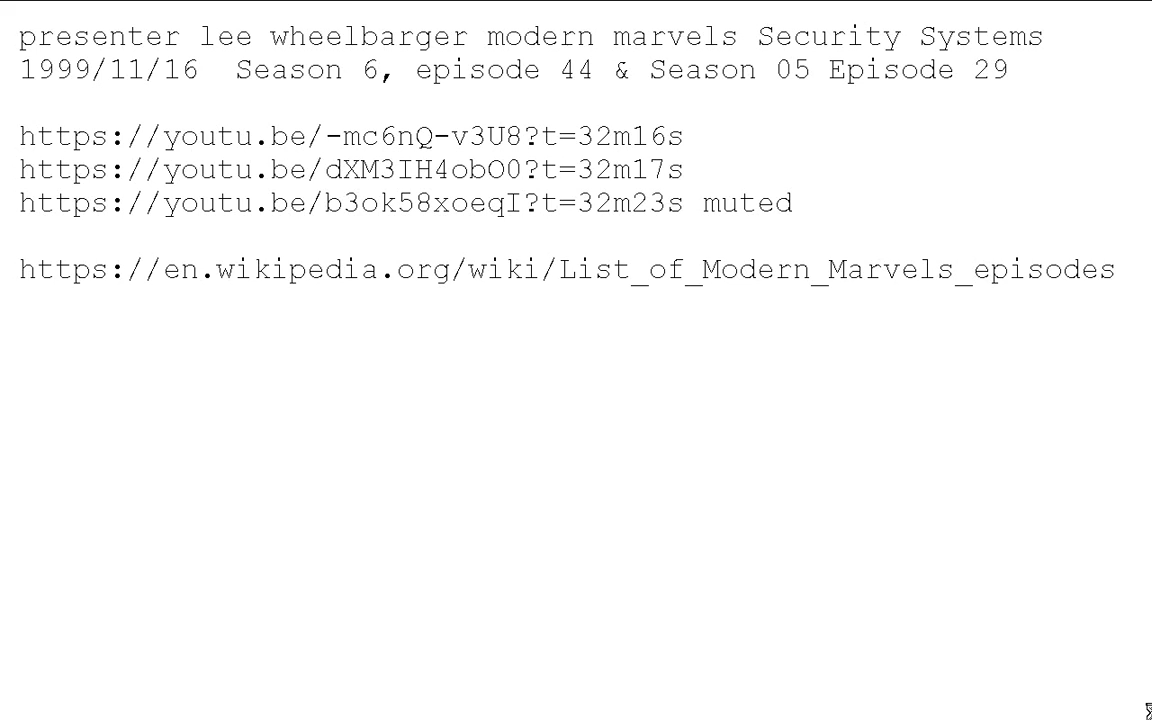 presenter lee wheelbarger modern marvels Security Systems
1999/11/16  Season 6, episode 44 & Season 05 Episode 29
https://youtu.be/-mc6nQ-v3U8?t=32m16s
https://youtu.be/dXM3IH4obO0?t=32m17s
https://youtu.be/b3ok58xoeqI?t=32m23s muted
https://en.wikipedia.org/wiki/List_of_Modern_Marvels_episodes